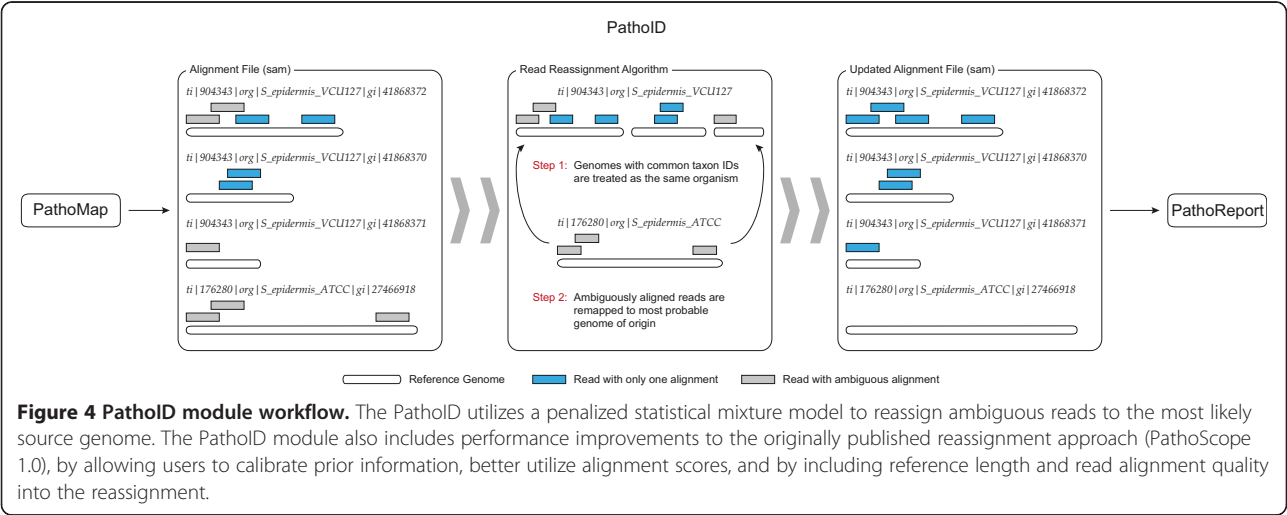 PathoID
PathoMap
Alignment File (sam)
ti|904343|org|S_epidermis_VCU127|gi|41868372
ti|904343|org|S_epidermis_VCU127|gi|41868370
ti|904343|org|S_epidermis_VCU127|gi|41868371
ti|176280|org|S_epidermis_ATCC|gi|27466918
Read Reassignment Algorithm
ti|904343|org|S_epidermis_VCU127
Step 1: Genomes with common taxon IDs
are treated as the same organism
ti|176280|org|S_epidermis_ATCC
Step 2: Ambiguously aligned reads are
remapped to most probable
genome of origin
Updated Alignment File (sam)
ti|904343|org|S_epidermis_VCU127|gi|41868372
ti|904343|org|S_epidermis_VCU127|gi|41868370
ti|904343|org|S_epidermis_VCU127|gi|41868371
ti|176280|org|S_epidermis_ATCC|gi|27466918
PathoReport
Reference Genome
Read with only one alignment
Read with ambiguous alignment
Figure 4 PathoID module workflow. The PathoID utilizes a penalized statistical mixture model to reassign ambiguous reads to the most likely
source genome. The PathoID module also includes performance improvements to the originally published reassignment approach (PathoScope
1.0), by allowing users to calibrate prior information, better utilize alignment scores, and by including reference length and read alignment quality
into the reassignment.